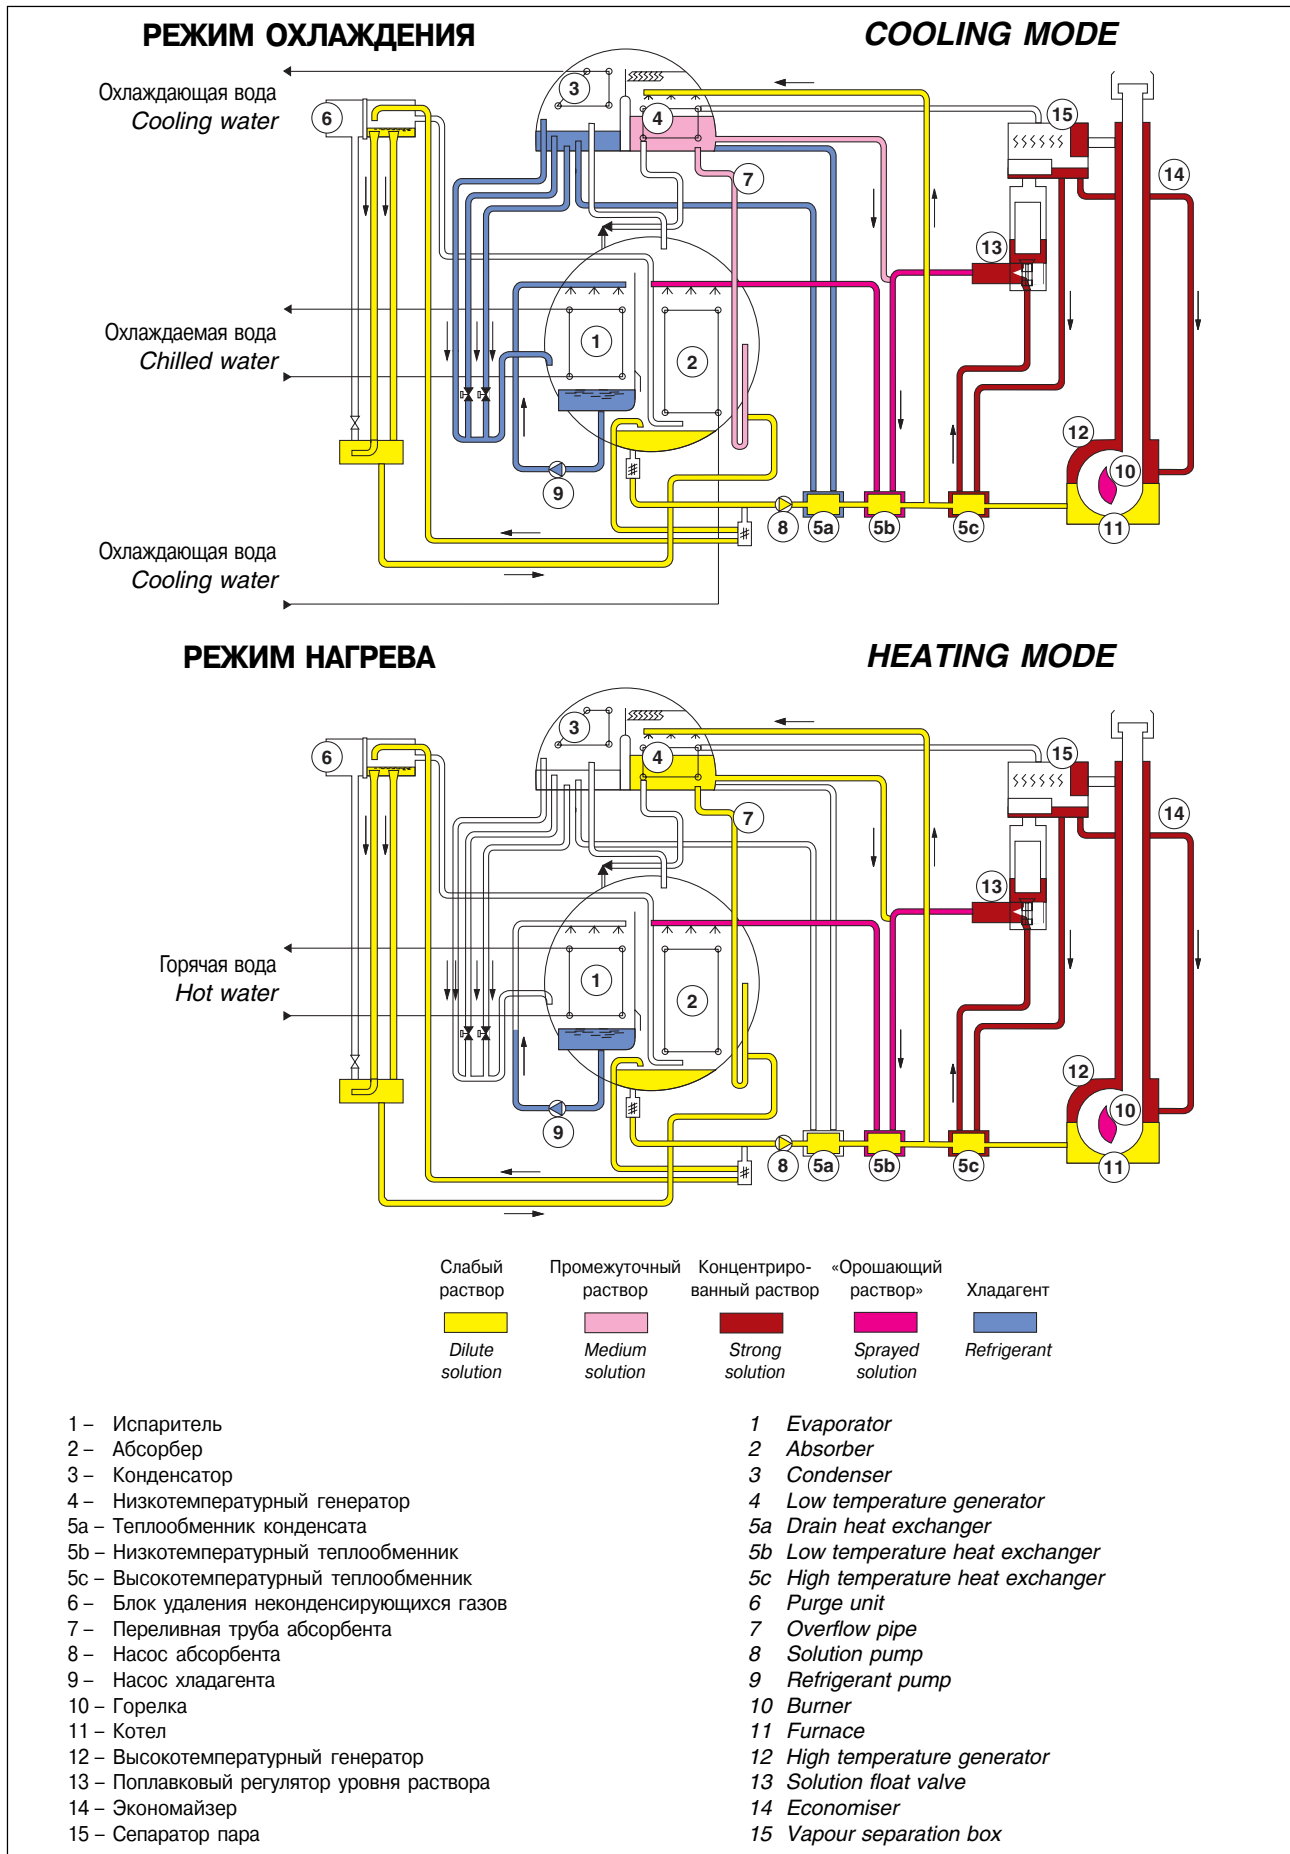 РЕЖИМ ОХЛАЖДЕНИЯ
COOLING MODE
Охлаждающая вода
Cooling water
6
3
4
15
14
7
13
Охлаждаемая вода
Chilled water
1
2
12
10
9
8
5a
5b
5c
11
Охлаждающая вода
Cooling water
РЕЖИМ НАГРЕВА
HEATING MODE
6
3
4
15
14
7
13
Горячая вода
Hot water
1
2
12
10
9
8
5a
5b
5c
11
Слабый
раствор
Dilute
solution
Промежуточный
раствор
Medium
solution
Концентриро-
ванный раствор
Strong
solution
«Орошающий
раствор»
Sprayed
solution
Хладагент
Refrigerant
1 – Испаритель
2 – Абсорбер
3 – Конденсатор
4 – Низкотемпературный генератор
5a – Теплообменник конденсата
5b – Низкотемпературный теплообменник
5c – Высокотемпературный теплообменник
6 – Блок удаления неконденсирующихся газов
7 – Переливная труба абсорбента
8 – Насос абсорбента
9 – Насос хладагента
10 – Горелка
11 – Котел
12 – Высокотемпературный генератор
13 – Поплавковый регулятор уровня раствора
14 – Экономайзер
15 – Сепаратор пара
1 Evaporator
2 Absorber
3 Condenser
4 Low temperature generator
5a Drain heat exchanger
5b Low temperature heat exchanger
5c High temperature heat exchanger
6 Purge unit
7 Overflow pipe
8 Solution pump
9 Refrigerant pump
10 Burner
11 Furnace
12 High temperature generator
13 Solution float valve
14 Economiser
15 Vapour separation box